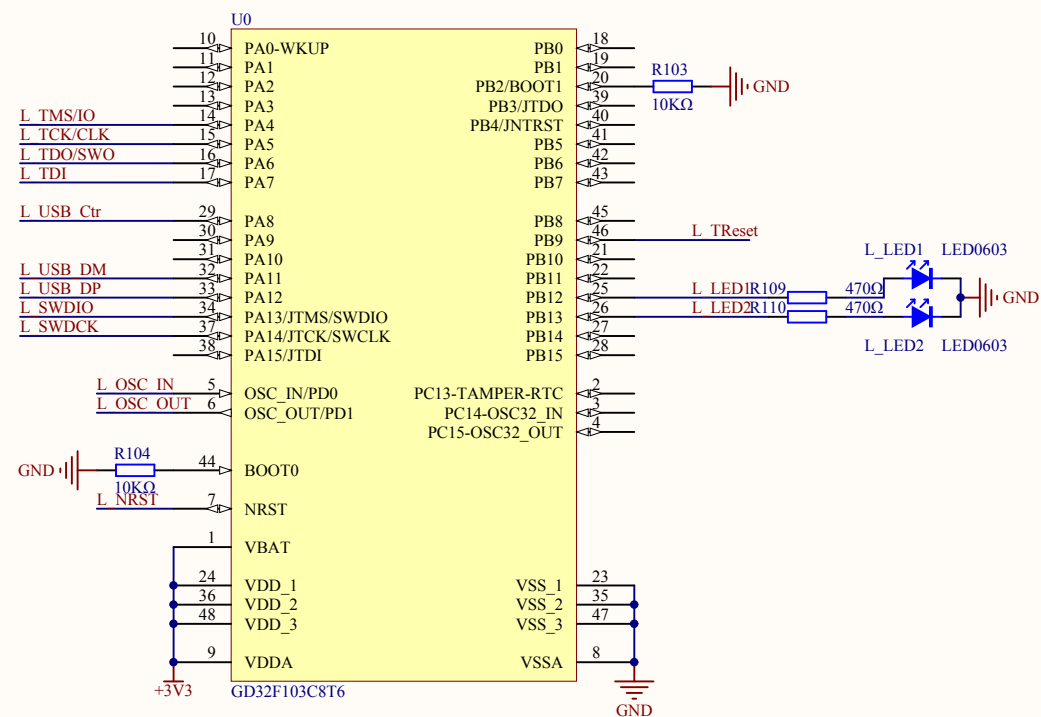 U0
10 PA0-WKUP PB0 18
11 PA1 PB1 19
12 PA2 PB2/BOOT1 20 R103 10KΩ GND
13 PA3 PB3/JTDO 39
L_TMS/IO 14 PA4 PB4/JNTRST 40
L_TCK/CLK 15 PA5 PB5 41
L_TDO/SWO 16 PA6 PB6 42
L_TDI 17 PA7 PB7 43
L_USB_Ctr 29 PA8 PB8 45
30 PA9 PB9 46 L_TReset
31 PA10 PB10 21
L_USB_DM 32 PA11 PB11 22
L_LED1 LED0603
L_USB_DP 33 PA12 PB12 25 L_LED1 R109 470Ω GND
L_SWDIO 34 PA13/JTMS/SWDIO PB13 26 L_LED2 R110 470Ω
L_SWDCK 37 PA14/JTCK/SWCLK PB14 27
L_LED2 LED0603
38 PA15/JTDI PB15 28
L_OSC_IN 5 OSC_IN/PD0 PC13-TAMPER-RTC 2
L_OSC_OUT 6 OSC_OUT/PD1 PC14-OSC32_IN 3
PC15-OSC32_OUT 4
R104
GND 44 BOOT0
10KΩ
L_NRST 7 NRST
1 VBAT
24 VDD_1 VSS_1 23
36 VDD_2 VSS_2 35
48 VDD_3 VSS_3 47
9 VDDA VSSA 8
+3V3 GD32F103C8T6
GND